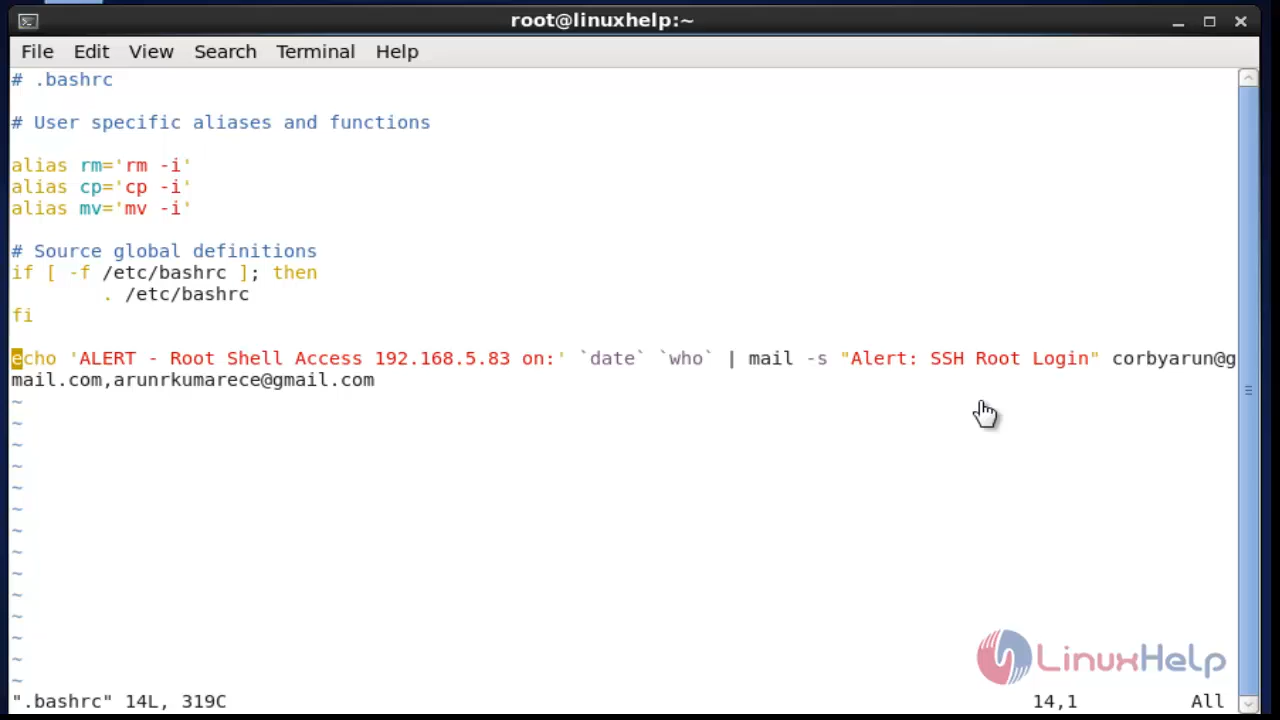 root@linuxhelp:~
File Edit View Search Terminal Help
# .bashrc
# User specific aliases and functions
alias rm='rm -i'
alias cp='cp -i'
alias mv='mv -i'
# Source global definitions
if [ -f /etc/bashrc ]; then
        . /etc/bashrc
fi
echo 'ALERT - Root Shell Access 192.168.5.83 on:' `date` `who` | mail -s "Alert: SSH Root Login" corbyarun@g
mail.com,arunrkumarece@gmail.com
~
~
~
~
~
~
~
~
~
~
~
~
~
~
LinuxHelp
".bashrc" 14L, 319C 14,1 All